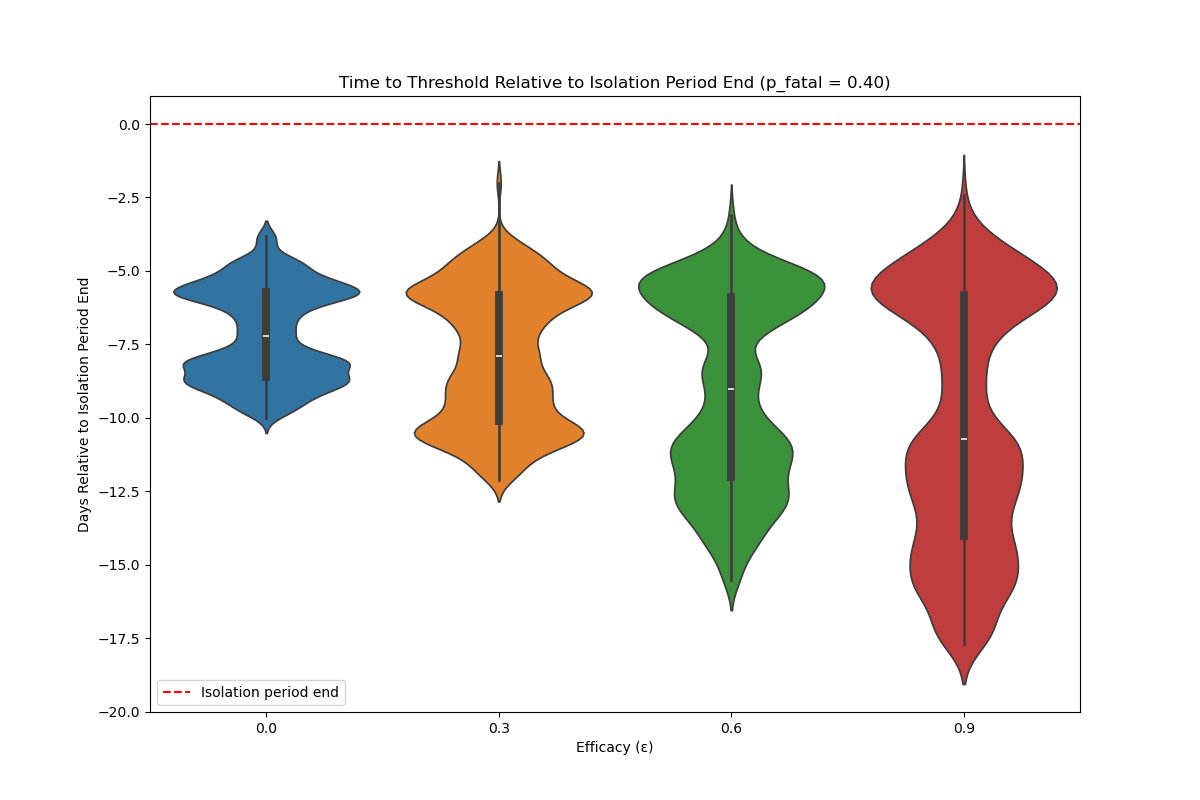 Time to Threshold Relative to Isolation Period End (p_fatal = 0.40)
Days Relative to Isolation Period End
0.0
−2.5
−5.0
−7.5
−10.0
−12.5
−15.0
−17.5
−20.0
Isolation period end
0.0 0.3 0.6 0.9
Efficacy (ε)